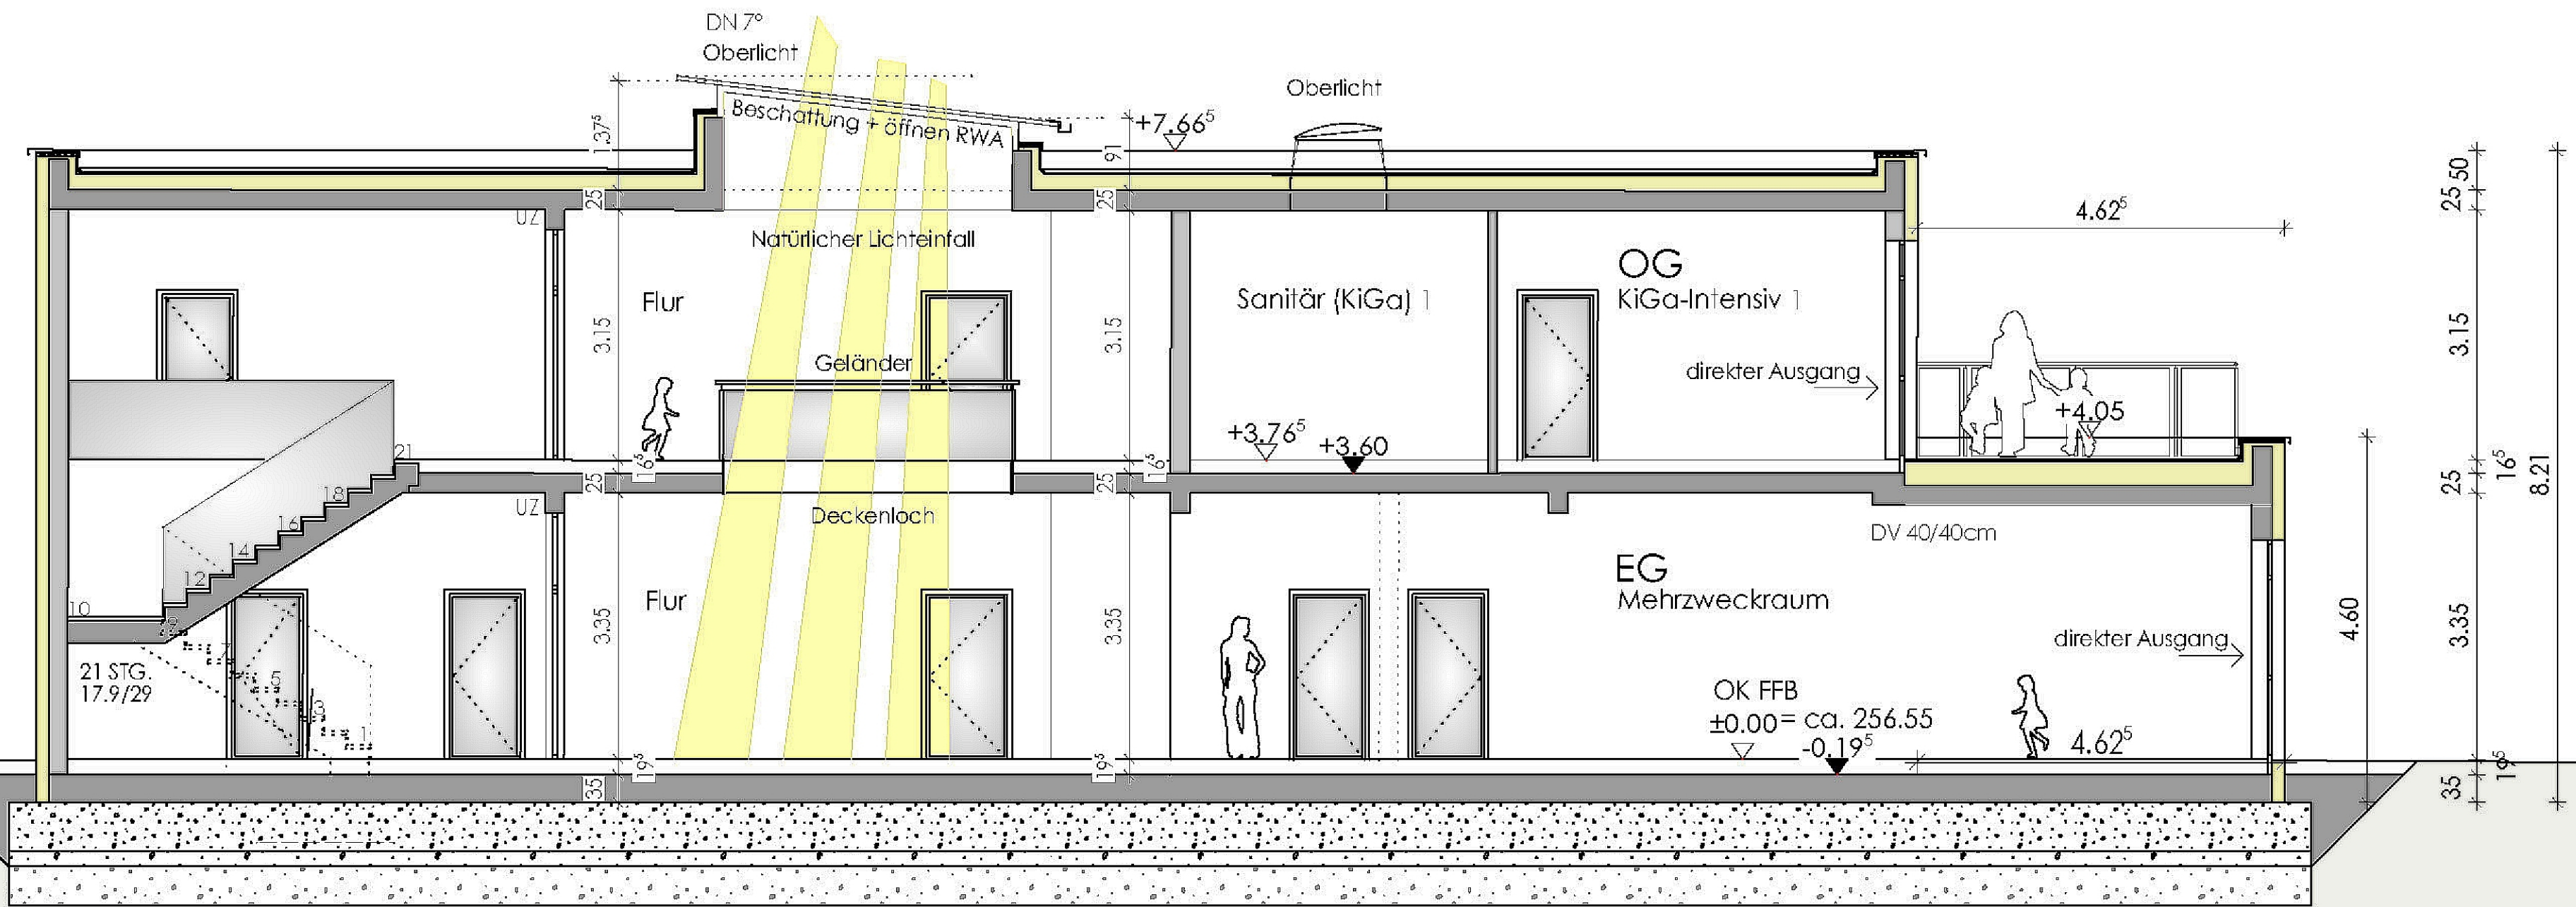 DN 7°
Oberlicht
Beschattung + öffnen RWA
Oberlicht
+7.66⁵
1.37⁵
91
25
25
25 50
4.62⁵
UZ
Natürlicher Lichteinfall
Flur
3.15
3.15
Geländer
Sanitär (KiGa) 1
OG
KiGa-Intensiv 1
direkter Ausgang
3.15
+4.05
+3.76⁵
+3.60
16⁵
16⁵
25
25
25
16⁵
8.21
21
18
16
14
12
10
9
7
5
3
1
UZ
Deckenloch
DV 40/40cm
EG
Mehrzweckraum
Flur
3.35
3.35
4.60
3.35
direkter Ausgang
21 STG.
17.9/29
OK FFB
±0.00= ca. 256.55
-0.19⁵
4.62⁵
19⁵
19⁵
35
35
19⁵